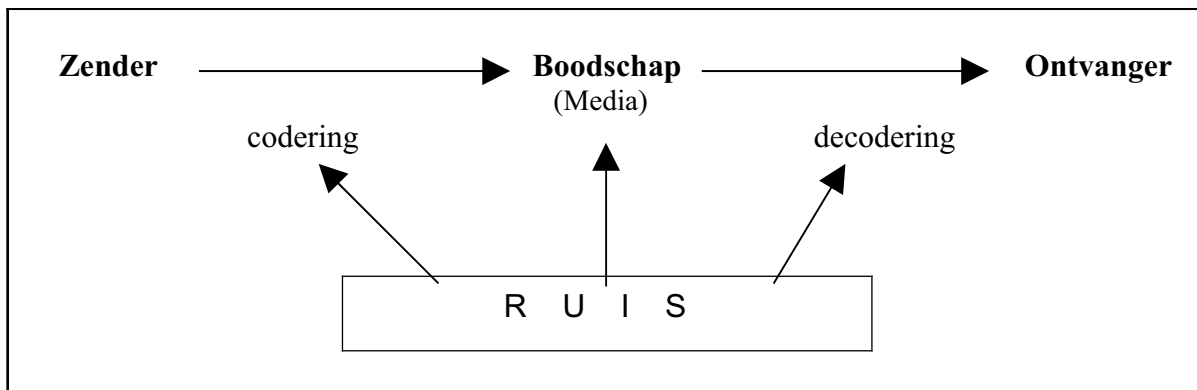 Zender Boodschap Ontvanger
(Media)
codering decodering
R U I S